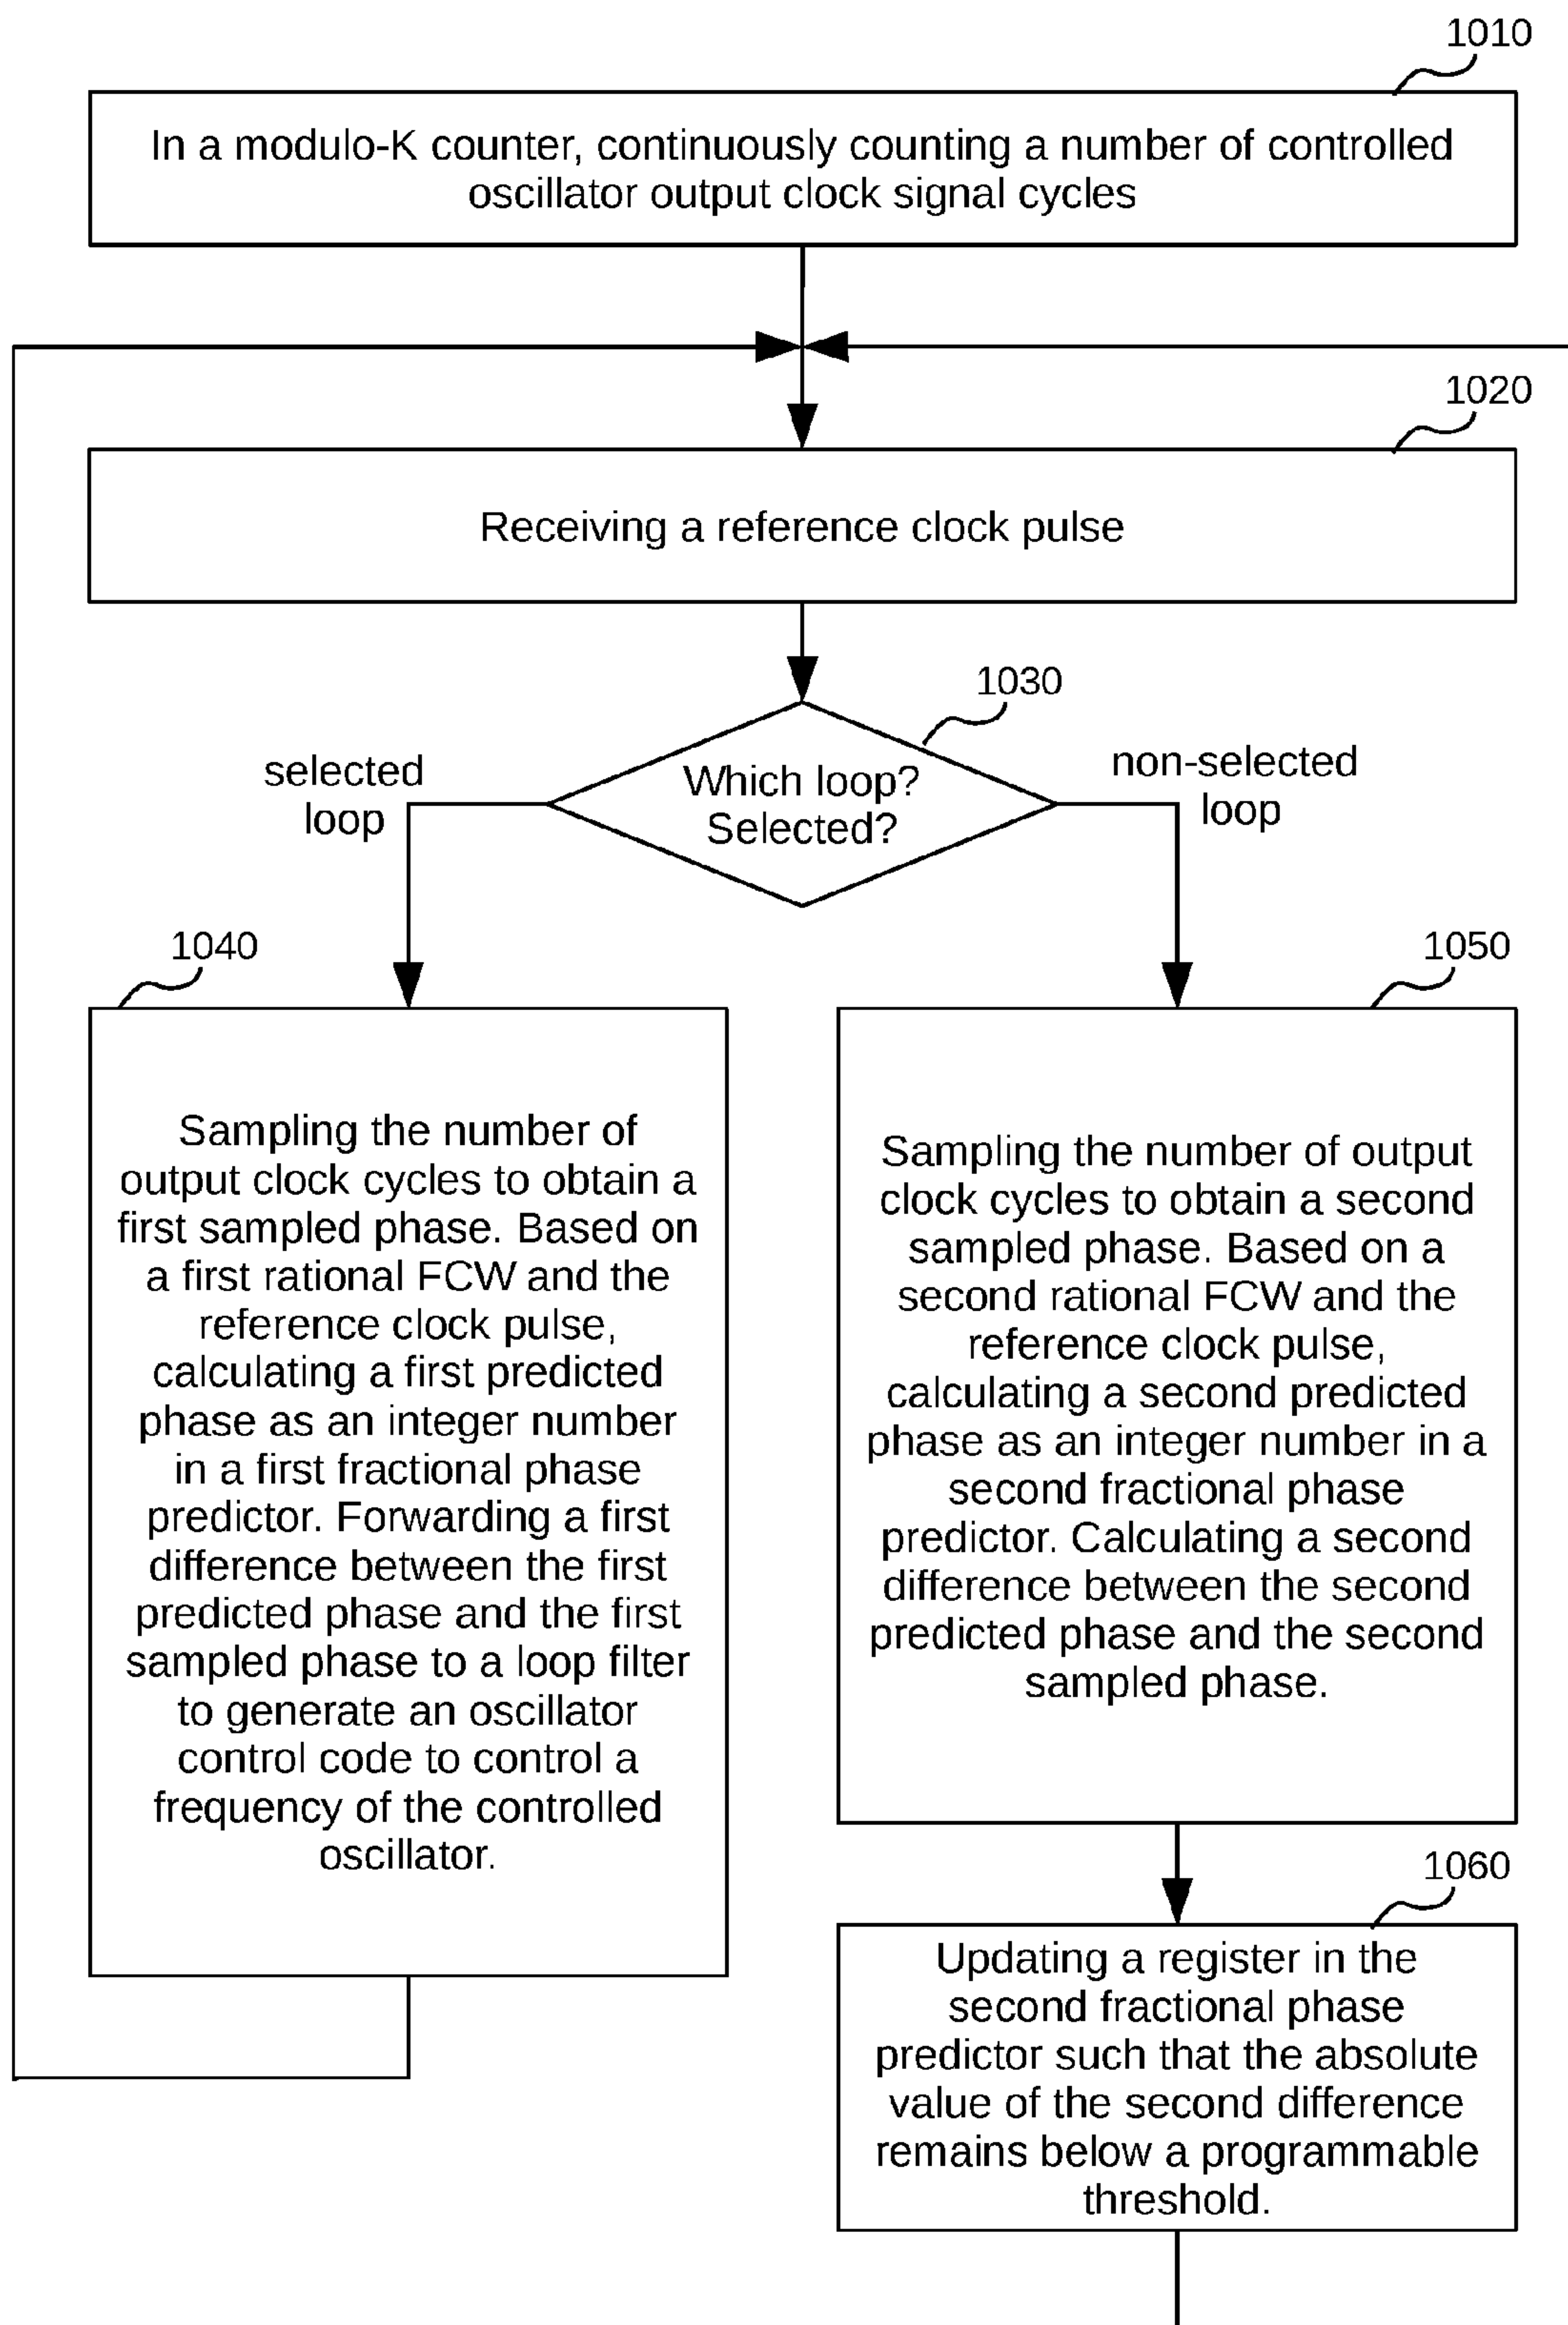 1010
In a modulo-K counter, continuously counting a number of controlled
oscillator output clock signal cycles
1020
Receiving a reference clock pulse
1030
Which loop?
Selected?
selected
loop
non-selected
loop
1040
Sampling the number of
output clock cycles to obtain a
first sampled phase. Based on
a first rational FCW and the
reference clock pulse,
calculating a first predicted
phase as an integer number
in a first fractional phase
predictor. Forwarding a first
difference between the first
predicted phase and the first
sampled phase to a loop filter
to generate an oscillator
control code to control a
frequency of the controlled
oscillator.
1050
Sampling the number of output
clock cycles to obtain a second
sampled phase. Based on a
second rational FCW and the
reference clock pulse,
calculating a second predicted
phase as an integer number in a
second fractional phase
predictor. Calculating a second
difference between the second
predicted phase and the second
sampled phase.
1060
Updating a register in the
second fractional phase
predictor such that the absolute
value of the second difference
remains below a programmable
threshold.